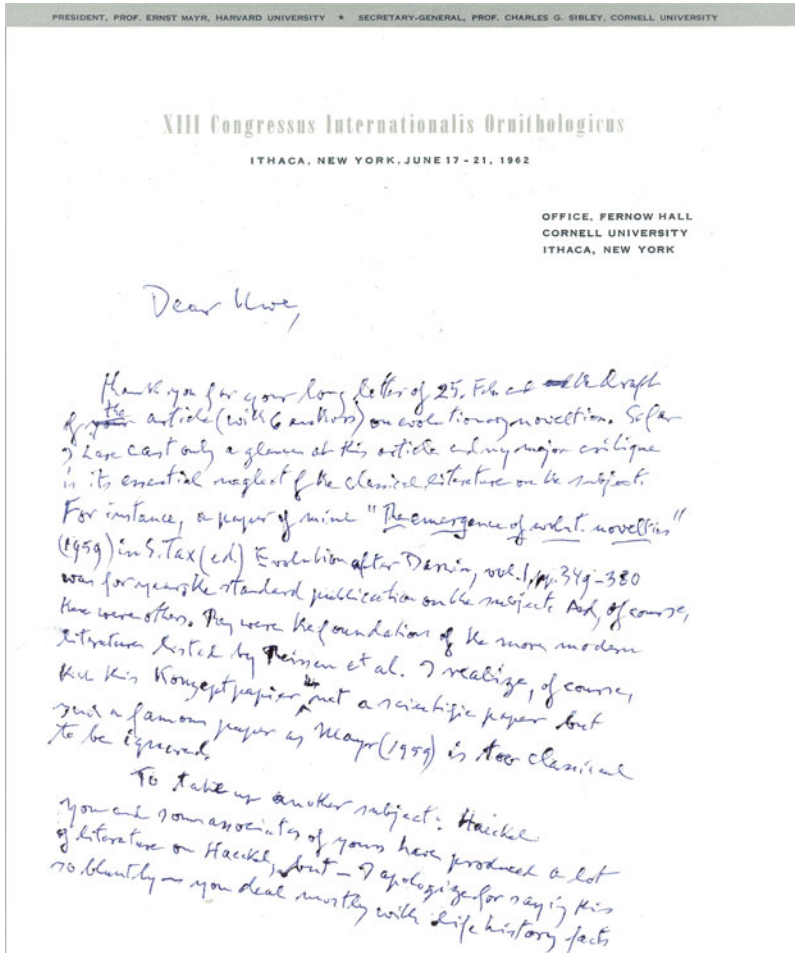 PRESIDENT, PROF. ERNST MAYR, HARVARD UNIVERSITY ★ SECRETARY-GENERAL, PROF. CHARLES G. SIBLEY, CORNELL UNIVERSITY
XIII Congressus Internationalis Ornithologicus
ITHACA, NEW YORK, JUNE 17 - 21, 1962
OFFICE, FERNOW HALL
CORNELL UNIVERSITY
ITHACA, NEW YORK
Dear Uwe,
Thank you for your long letter of 25. Feb. and the draft
of the article (with 6 authors) on evolutionary novelties. So far
I have cast only a glance at this article and my major critique
is its essential neglect of the classical literature on the subject.
For instance, a paper of mine "The emergence of evolut. novelties"
(1959) in S. Tax (ed.) Evolution after Darwin, vol. 1, pp. 349-380
was for years the standard publication on the subject. And, of course,
there were others. They were the foundation of the more modern
literature listed by et al. I realize, of course,
that this Konzeptpapier is not a scientific paper but
such a famous paper as Mayr (1959) is too classical
to be ignored.
To take up another subject: Haeckel
you and some associates of yours have produced a lot
of literature on Haeckel, but - I apologize for saying this
so bluntly - you deal mostly with life history facts